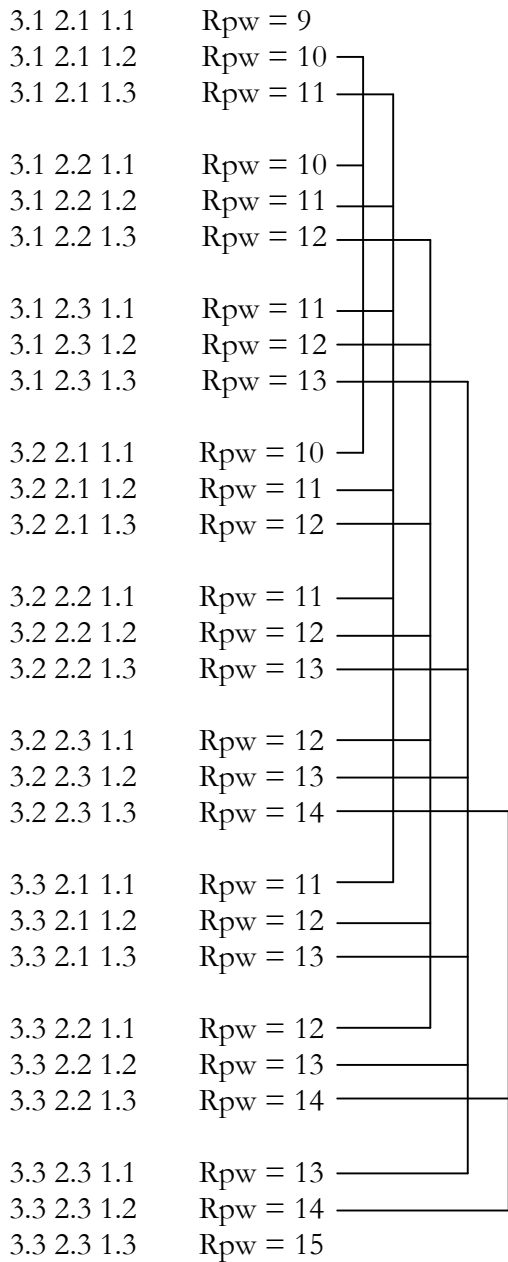 3.1 2.1 1.1 Rpw = 9
3.1 2.1 1.2 Rpw = 10
3.1 2.1 1.3 Rpw = 11
3.1 2.2 1.1 Rpw = 10
3.1 2.2 1.2 Rpw = 11
3.1 2.2 1.3 Rpw = 12
3.1 2.3 1.1 Rpw = 11
3.1 2.3 1.2 Rpw = 12
3.1 2.3 1.3 Rpw = 13
3.2 2.1 1.1 Rpw = 10
3.2 2.1 1.2 Rpw = 11
3.2 2.1 1.3 Rpw = 12
3.2 2.2 1.1 Rpw = 11
3.2 2.2 1.2 Rpw = 12
3.2 2.2 1.3 Rpw = 13
3.2 2.3 1.1 Rpw = 12
3.2 2.3 1.2 Rpw = 13
3.2 2.3 1.3 Rpw = 14
3.3 2.1 1.1 Rpw = 11
3.3 2.1 1.2 Rpw = 12
3.3 2.1 1.3 Rpw = 13
3.3 2.2 1.1 Rpw = 12
3.3 2.2 1.2 Rpw = 13
3.3 2.2 1.3 Rpw = 14
3.3 2.3 1.1 Rpw = 13
3.3 2.3 1.2 Rpw = 14
3.3 2.3 1.3 Rpw = 15